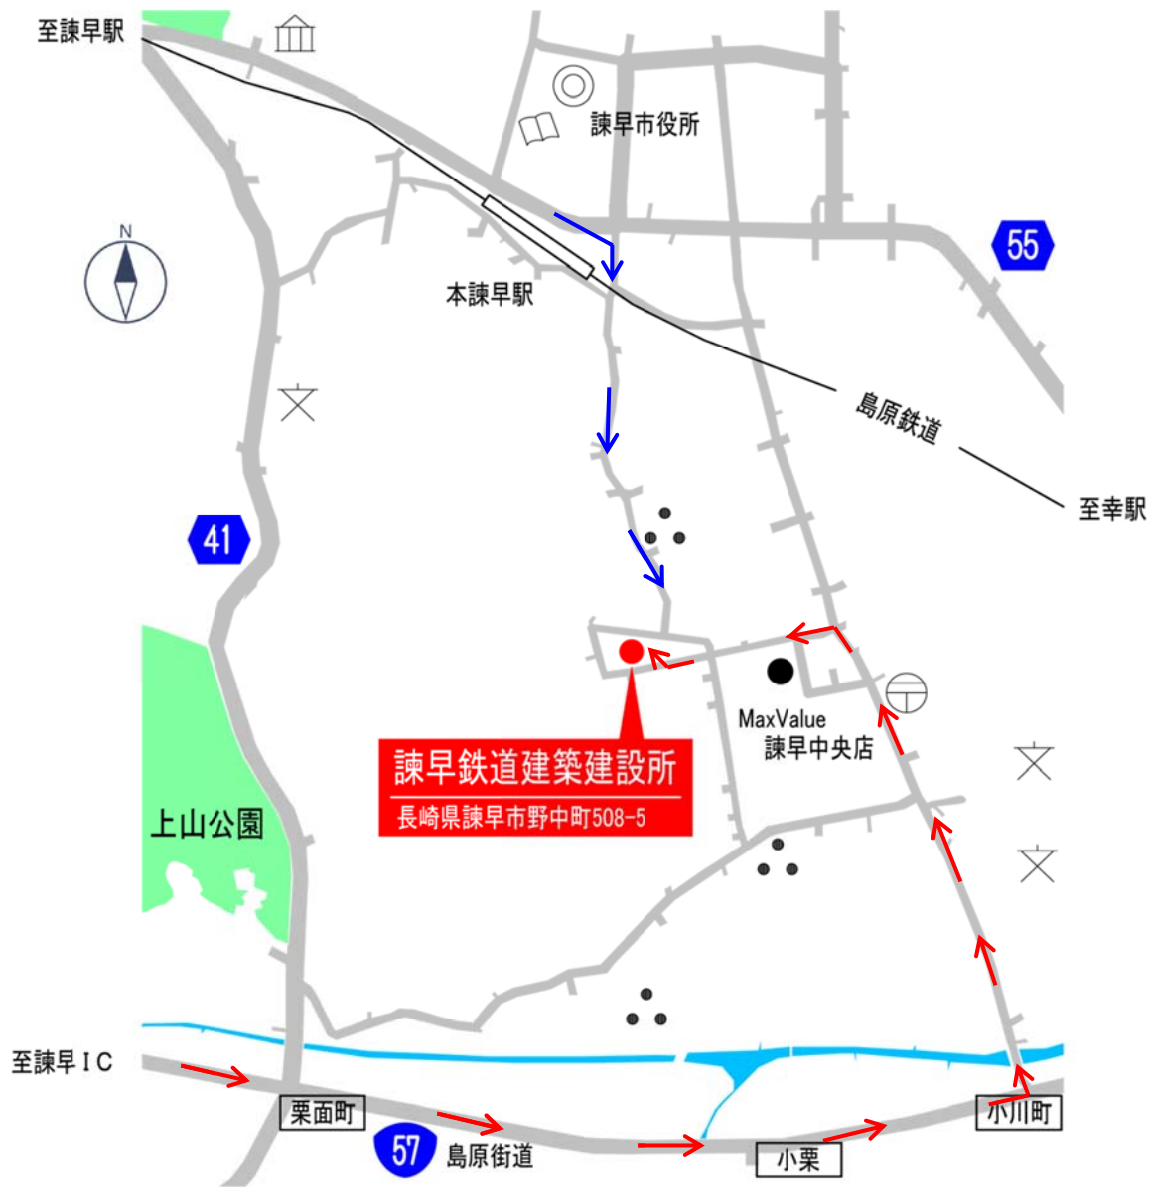 至諫早駅
諫早市役所
N
55
本諫早駅
島原鉄道
至幸駅
41
MaxValue
諫早中央店
諫早鉄道建築建設所
長崎県諫早市野中町508-5
上山公園
至諫早IC
栗面町
57
島原街道
小栗
小川町